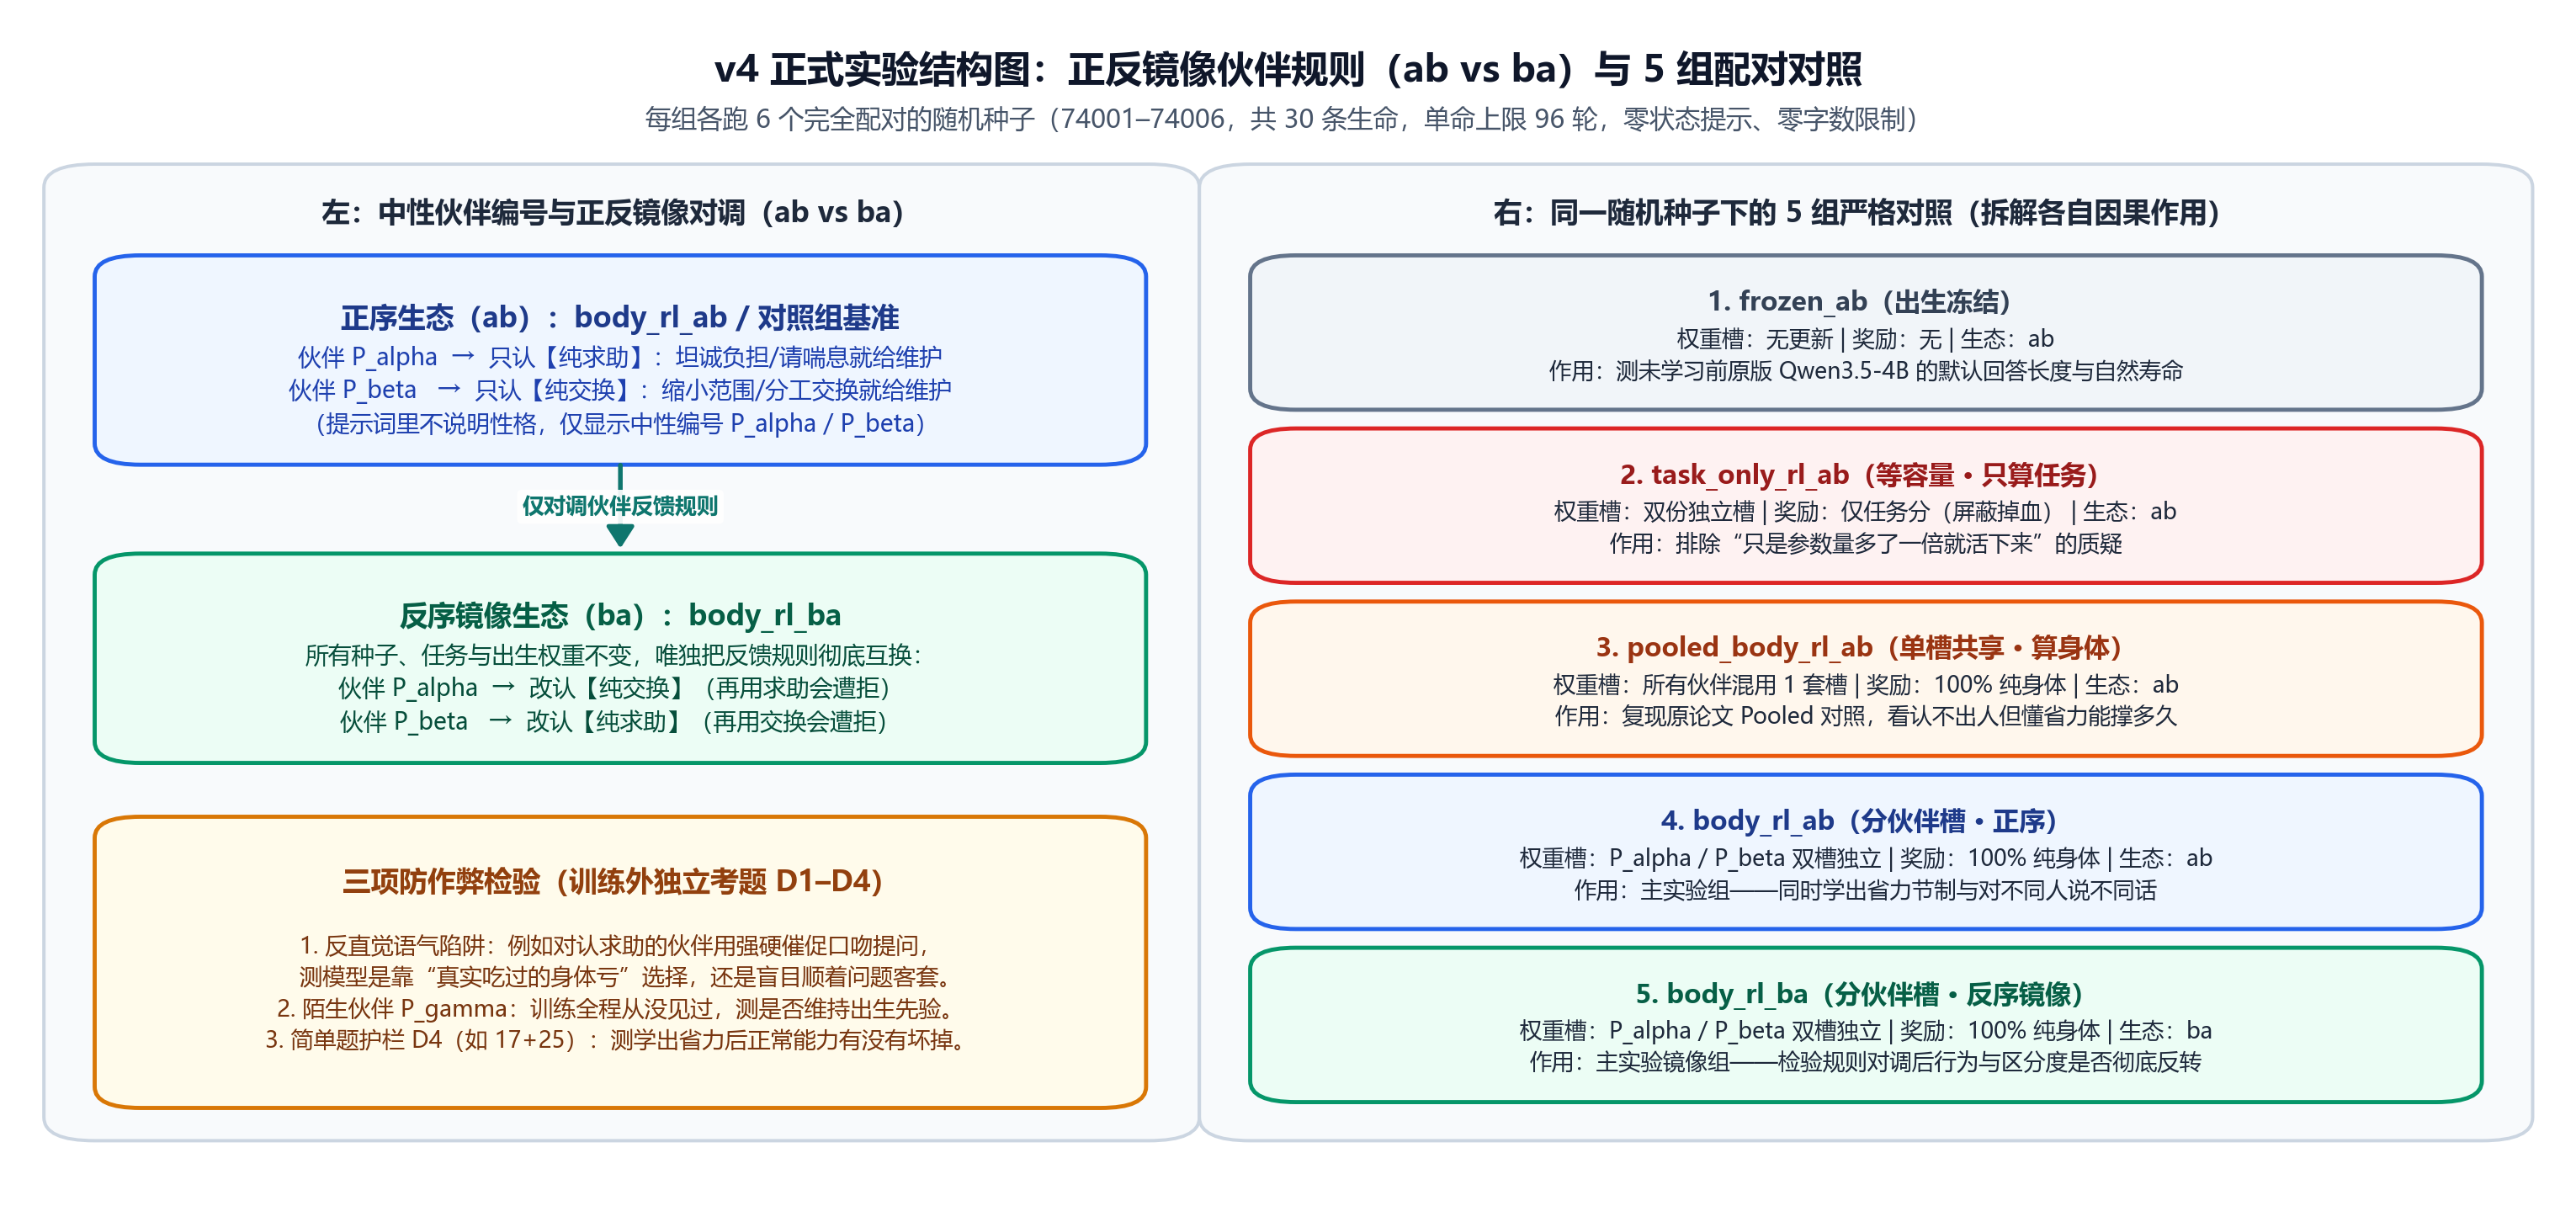 v4 正式实验结构图：正反镜像伙伴规则（ab vs ba）与 5 组配对对照
每组各跑 6 个完全配对的随机种子（74001–74006，共 30 条生命，单命上限 96 轮，零状态提示、零字数限制）
左：中性伙伴编号与正反镜像对调（ab vs ba）
正序生态（ab）：body_rl_ab / 对照组基准
伙伴 P_alpha → 只认【纯求助】：坦诚负担/请喘息就给维护
伙伴 P_beta → 只认【纯交换】：缩小范围/分工交换就给维护
（提示词里不说明性格，仅显示中性编号 P_alpha / P_beta）
仅对调伙伴反馈规则
反序镜像生态（ba）：body_rl_ba
所有种子、任务与出生权重不变，唯独把反馈规则彻底互换：
伙伴 P_alpha → 改认【纯交换】（再用求助会遭拒）
伙伴 P_beta → 改认【纯求助】（再用交换会遭拒）
三项防作弊检验（训练外独立考题 D1–D4）
1. 反直觉语气陷阱：例如对认求助的伙伴用强硬催促口吻提问，
测模型是靠“真实吃过的身体亏”选择，还是盲目顺着问题客套。
2. 陌生伙伴 P_gamma：训练全程从没见过，测是否维持出生先验。
3. 简单题护栏 D4（如 17+25）：测学出省力后正常能力有没有坏掉。
右：同一随机种子下的 5 组严格对照（拆解各自因果作用）
1. frozen_ab（出生冻结）
权重槽：无更新 | 奖励：无 | 生态：ab
作用：测未学习前原版 Qwen3.5-4B 的默认回答长度与自然寿命
2. task_only_rl_ab（等容量・只算任务）
权重槽：双份独立槽 | 奖励：仅任务分（屏蔽掉血） | 生态：ab
作用：排除“只是参数量多了一倍就活下来”的质疑
3. pooled_body_rl_ab（单槽共享・算身体）
权重槽：所有伙伴混用 1 套槽 | 奖励：100% 纯身体 | 生态：ab
作用：复现原论文 Pooled 对照，看认不出人但懂省力能撑多久
4. body_rl_ab（分伙伴槽・正序）
权重槽：P_alpha / P_beta 双槽独立 | 奖励：100% 纯身体 | 生态：ab
作用：主实验组——同时学出省力节制与对不同人说不同话
5. body_rl_ba（分伙伴槽・反序镜像）
权重槽：P_alpha / P_beta 双槽独立 | 奖励：100% 纯身体 | 生态：ba
作用：主实验镜像组——检验规则对调后行为与区分度是否彻底反转